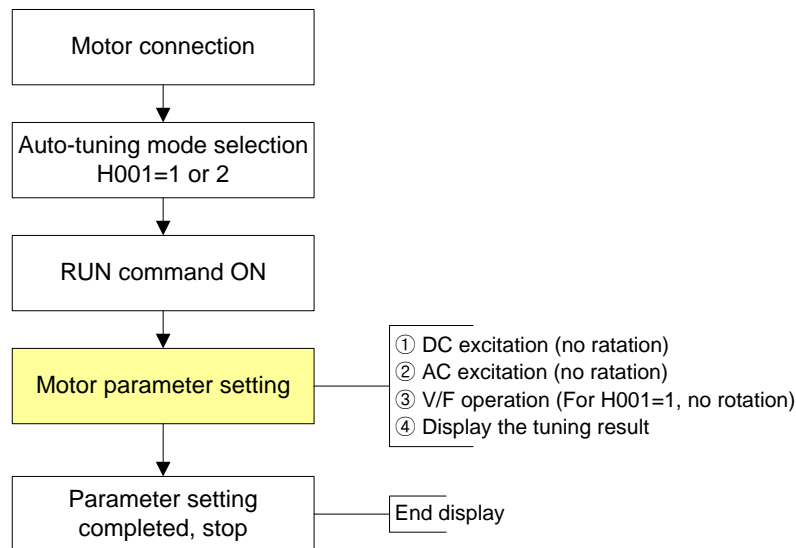 Motor connection
Auto-tuning mode selection
H001=1 or 2
RUN command ON
Motor parameter setting
① DC excitation (no ratation)
② AC excitation (no ratation)
③ V/F operation (For H001=1, no rotation)
④ Display the tuning result
Parameter setting
completed, stop
End display